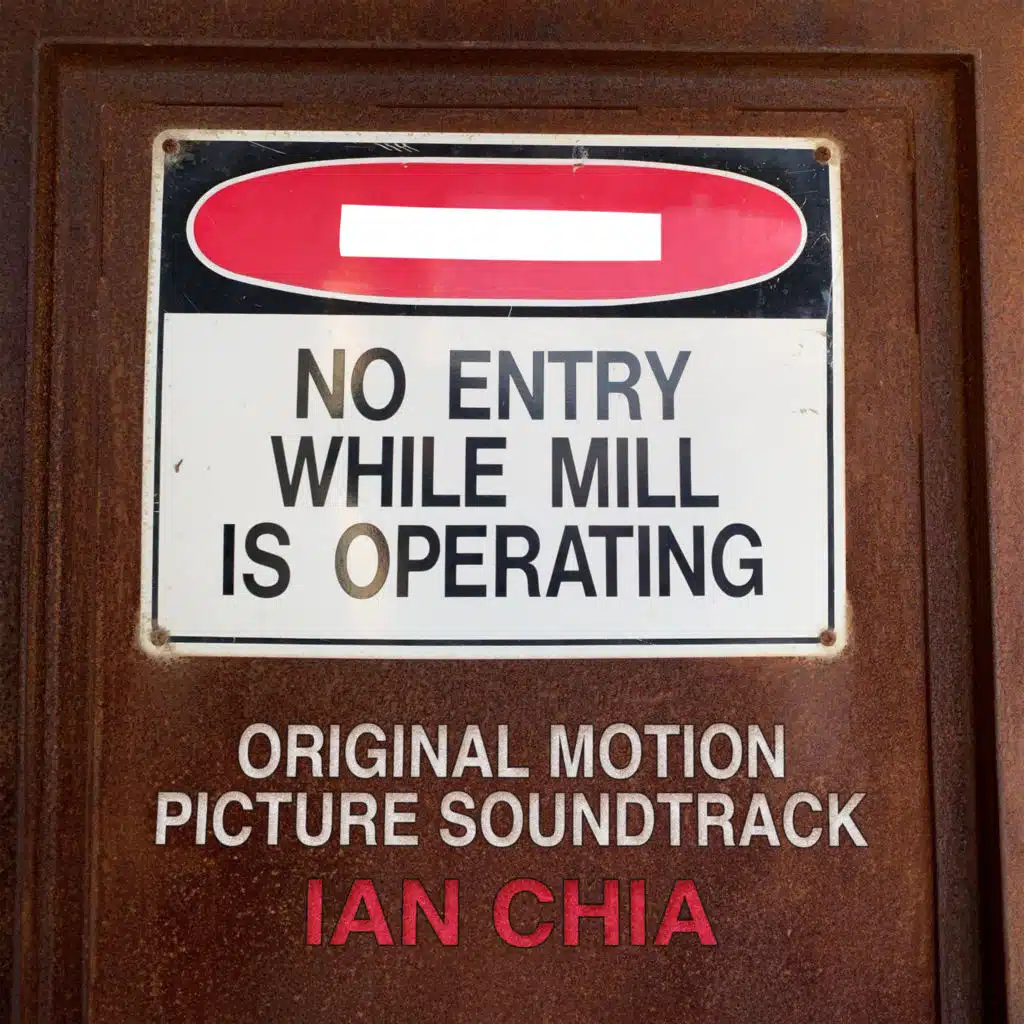 NO ENTRY
WHILE MILL
IS OPERATING
ORIGINAL MOTION
PICTURE SOUNDTRACK
IAN CHIA